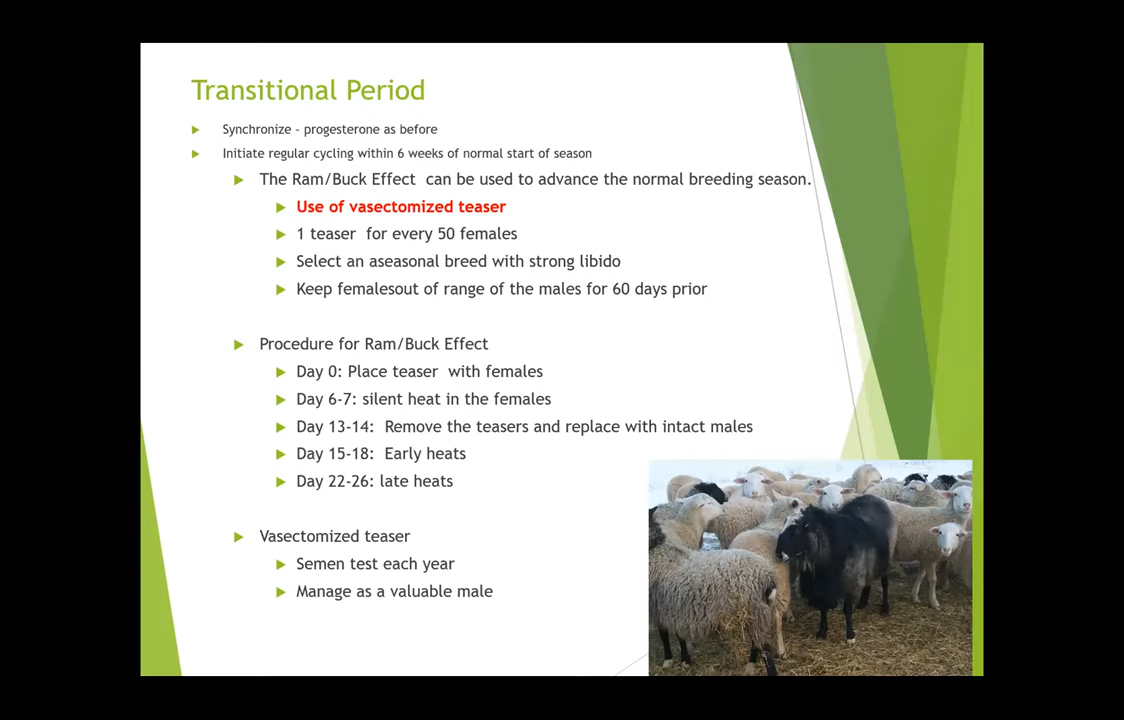 Transitional Period
Synchronize - progesterone as before
Initiate regular cycling within 6 weeks of normal start of season
The Ram/Buck Effect can be used to advance the normal breeding season.
Use of vasectomized teaser
1 teaser for every 50 females
Select an aseasonal breed with strong libido
Keep femalesout of range of the males for 60 days prior
Procedure for Ram/Buck Effect
Day 0: Place teaser with females
Day 6-7: silent heat in the females
Day 13-14: Remove the teasers and replace with intact males
Day 15-18: Early heats
Day 22-26: late heats
Vasectomized teaser
Semen test each year
Manage as a valuable male